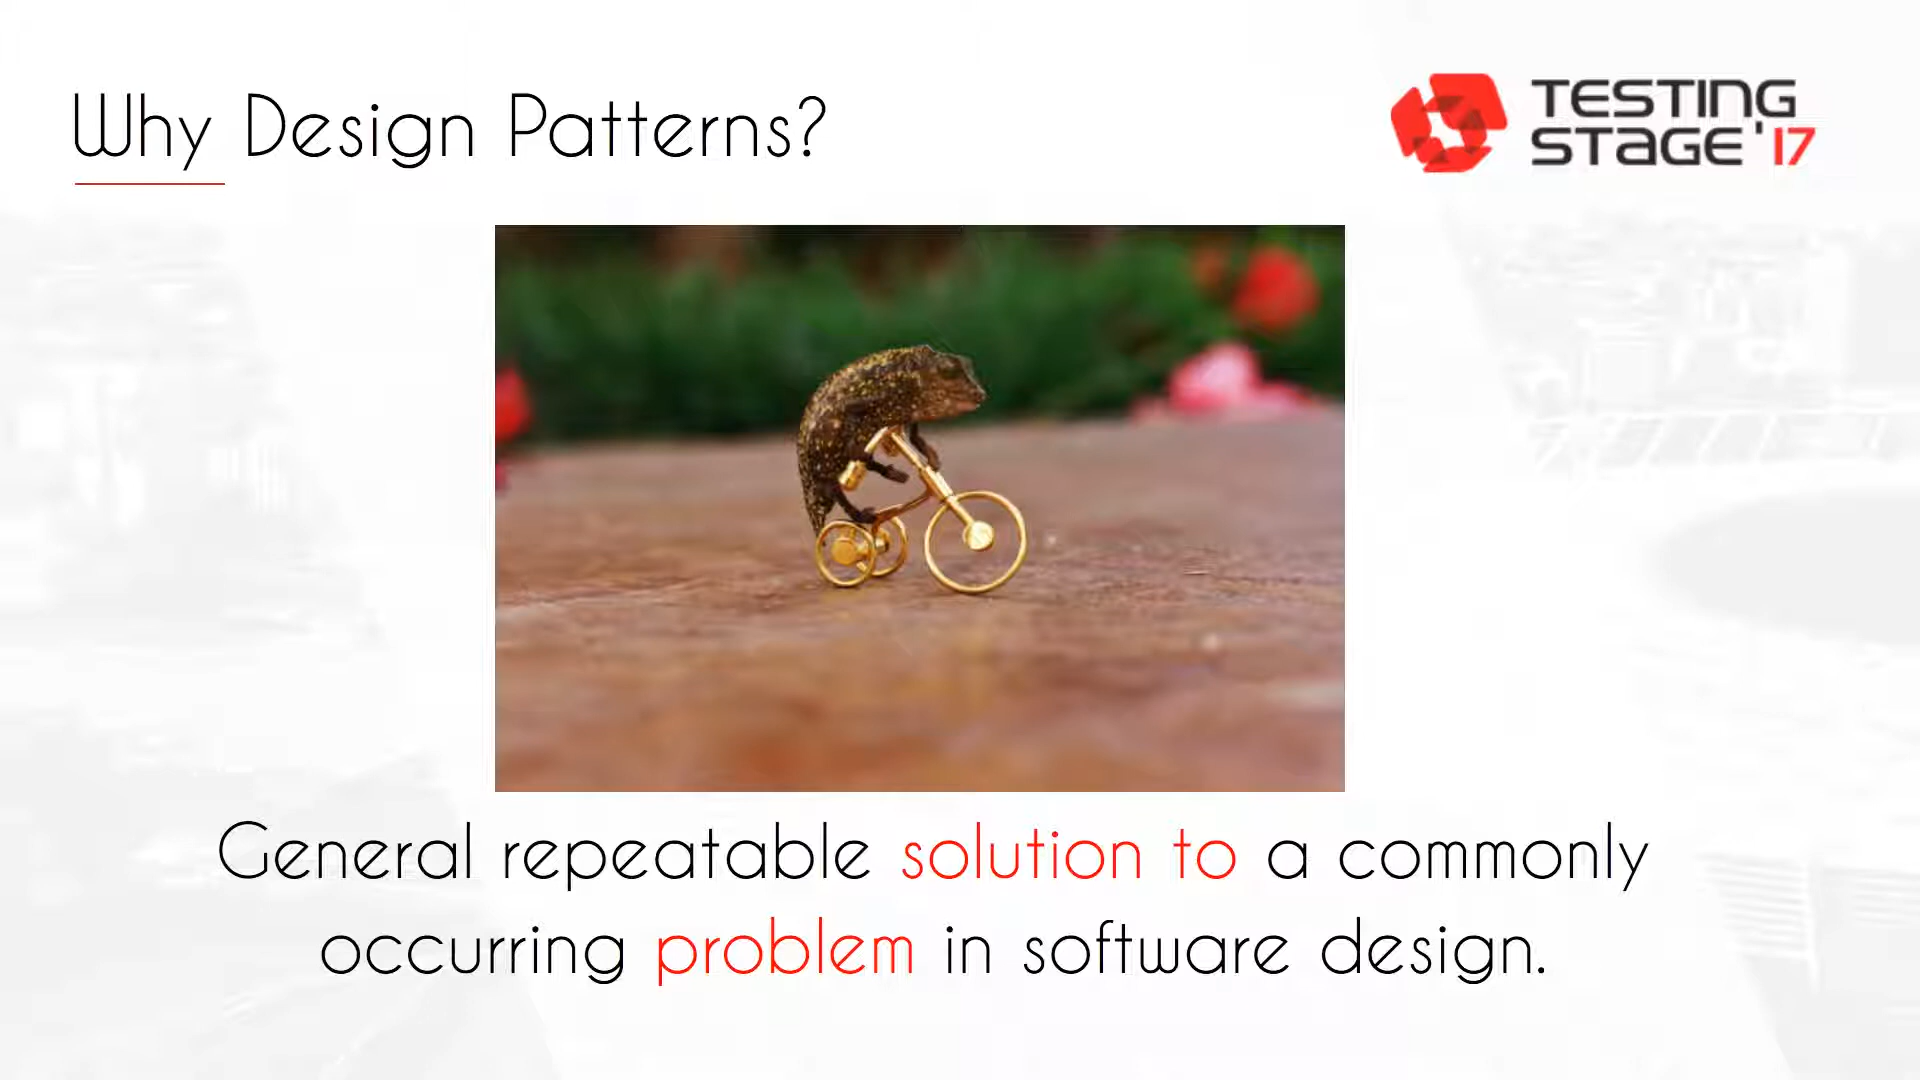 Why Design Patterns?
TESTING
STAGE'17
General repeatable solution to a commonly
occurring problem in software design.